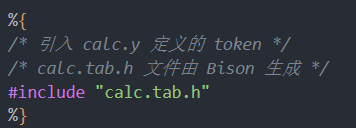 %{
/* 引入 calc.y 定义的 token */
/* calc.tab.h 文件由 Bison 生成 */
#include "calc.tab.h"
%}